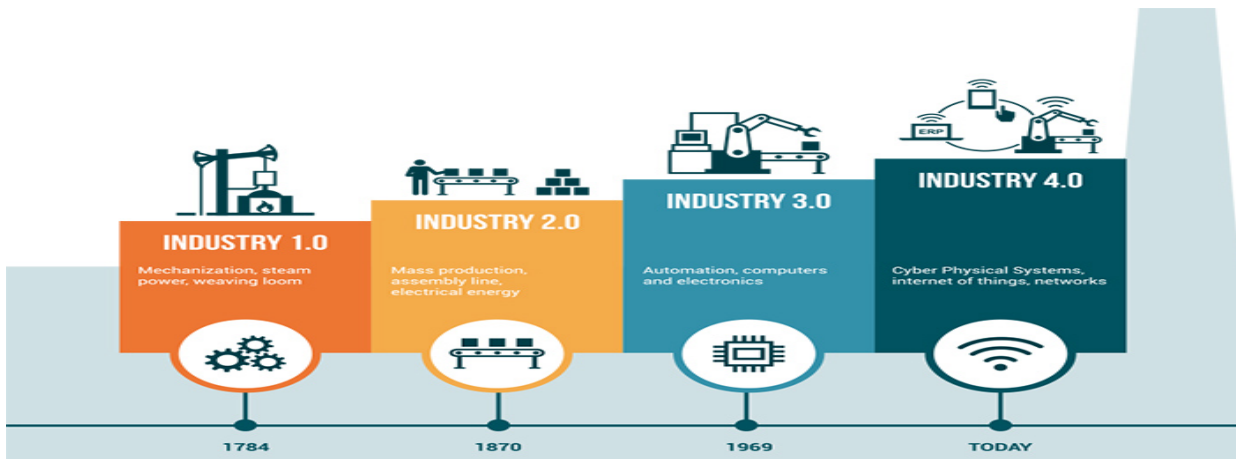 ERP
INDUSTRY 1.0
Mechanization, steam
power, weaving loom
INDUSTRY 2.0
Mass production,
assembly line,
electrical energy
INDUSTRY 3.0
Automation, computers
and electronics
INDUSTRY 4.0
Cyber Physical Systems,
internet of things, networks
1784
1870
1969
TODAY